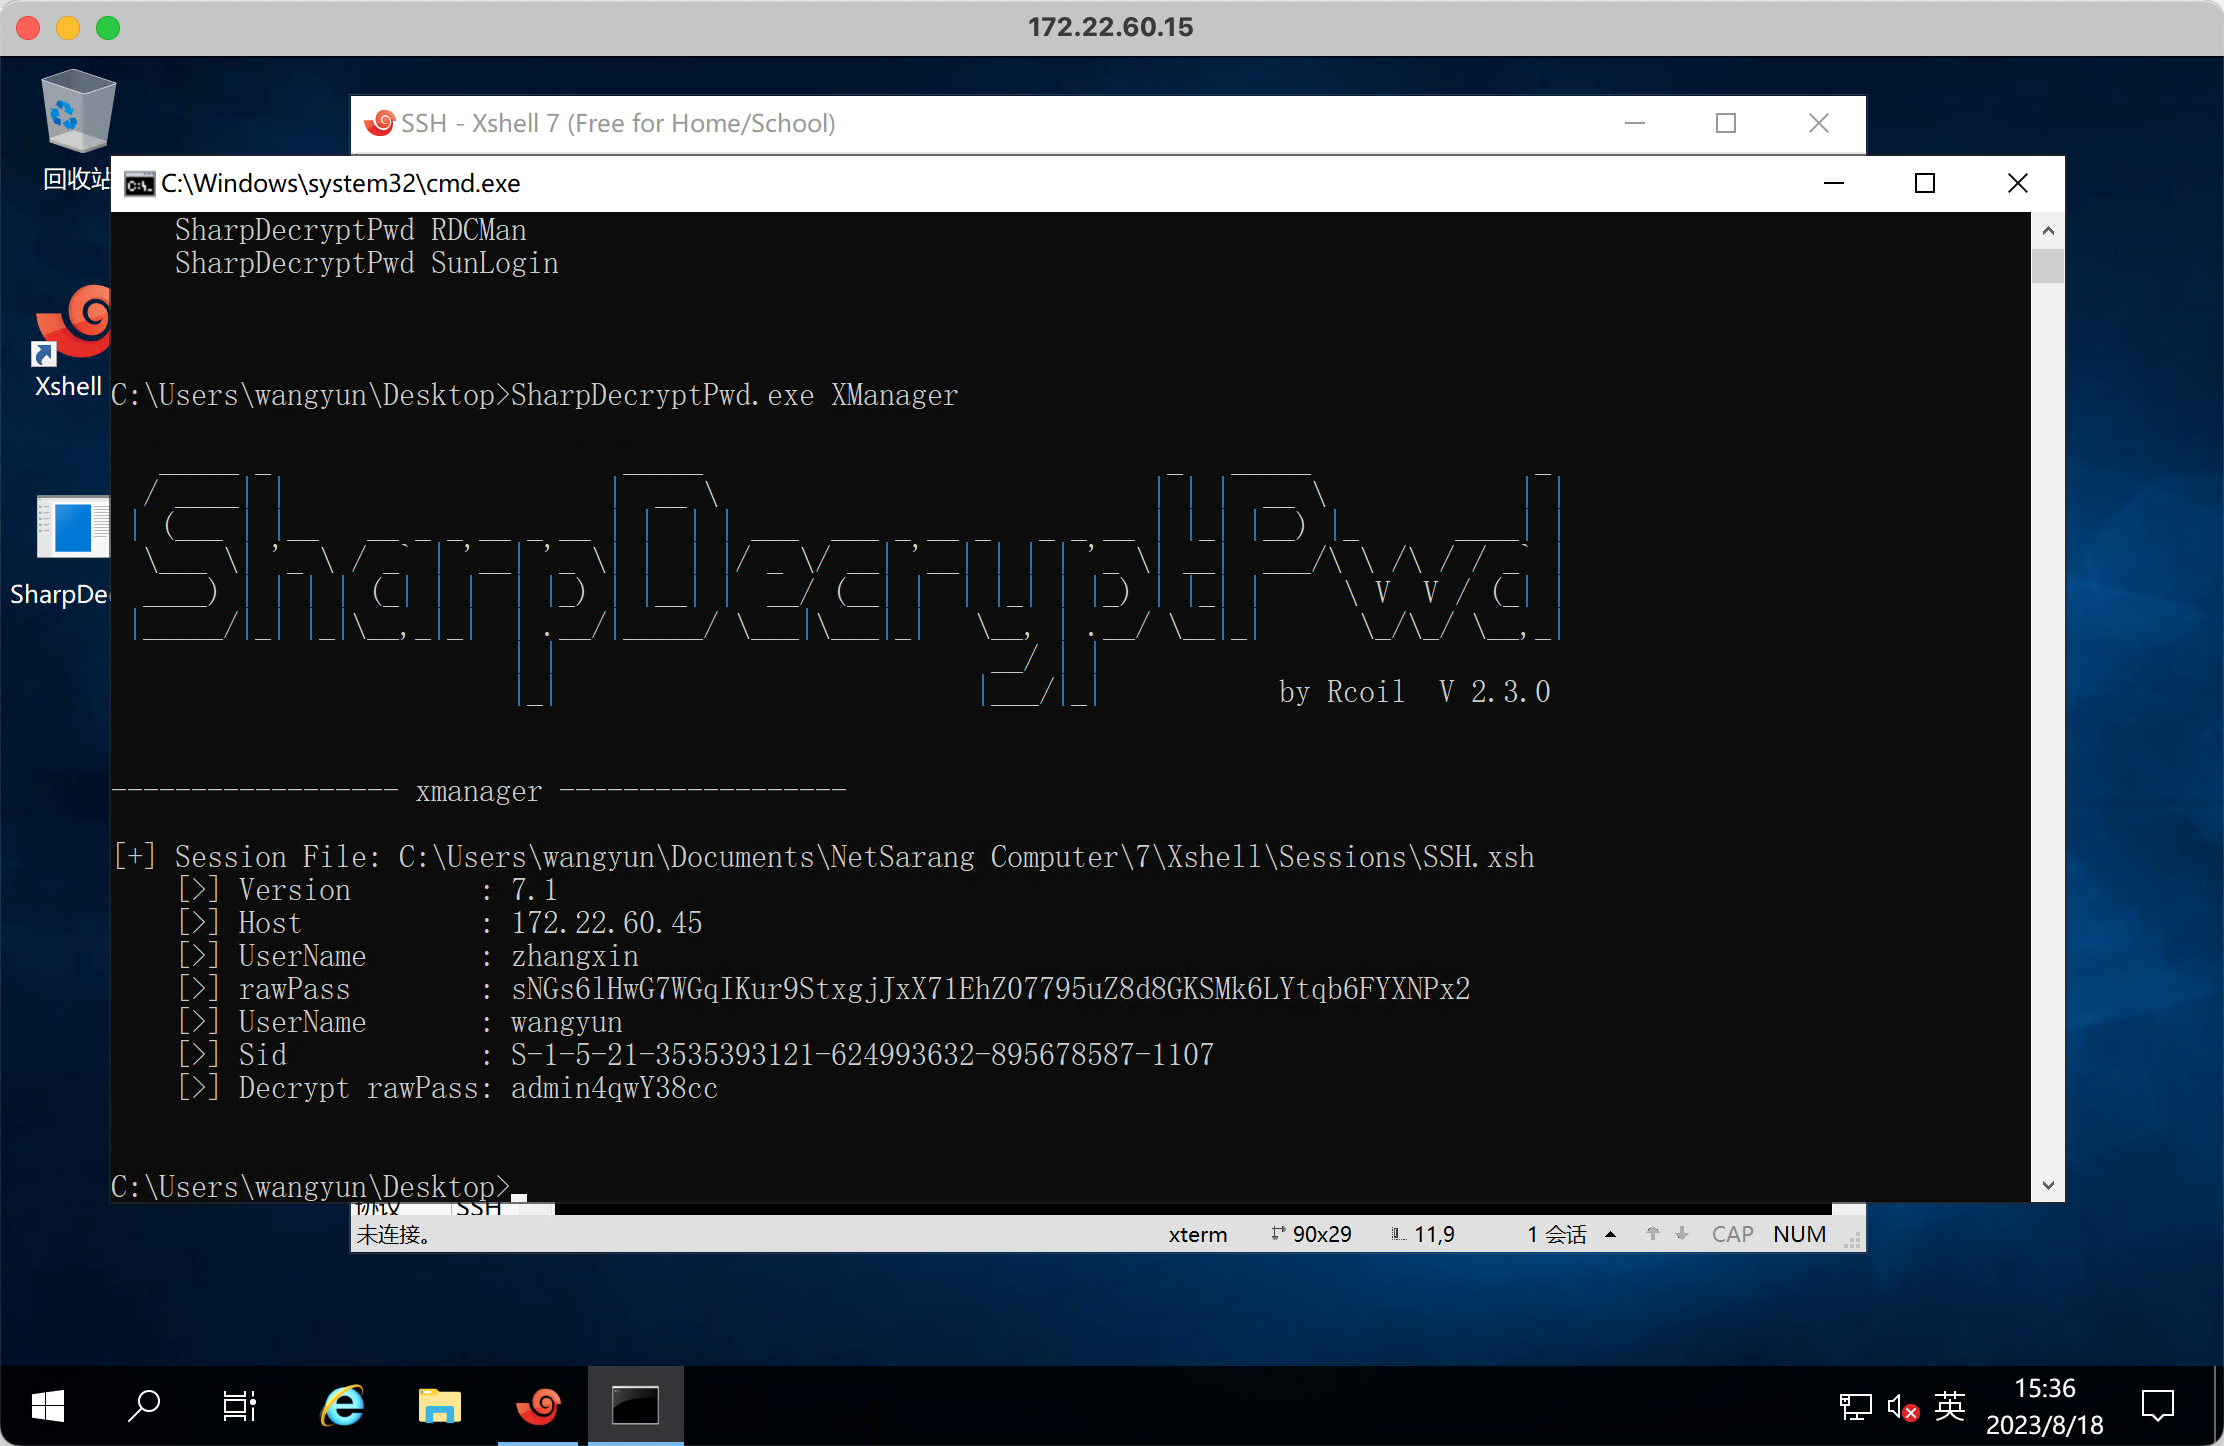 172.22.60.15
回收站
SSH - Xshell 7 (Free for Home/School)
C:\Windows\system32\cmd.exe
SharpDecryptPwd RDCMan
SharpDecryptPwd SunLogin
Xshell
C:\Users\wangyun\Desktop>SharpDecryptPwd.exe XManager
SharpDecryptPwd
SharpDe
by Rcoil V 2.3.0
------------------ xmanager ------------------
[+] Session File: C:\Users\wangyun\Documents\NetSarang Computer\7\Xshell\Sessions\SSH.xsh
[>] Version : 7.1
[>] Host : 172.22.60.45
[>] UserName : zhangxin
[>] rawPass : sNGs6lHwG7WGqIKur9StxgjJxX71EhZO7795uZ8d8GKSMk6LYtqb6FYXNPx2
[>] UserName : wangyun
[>] Sid : S-1-5-21-3535393121-624993632-895678587-1107
[>] Decrypt rawPass: admin4qwY38cc
C:\Users\wangyun\Desktop>
协议 SSH
未连接。 xterm 90x29 11,9 1 会话 CAP NUM
英
15:36
2023/8/18